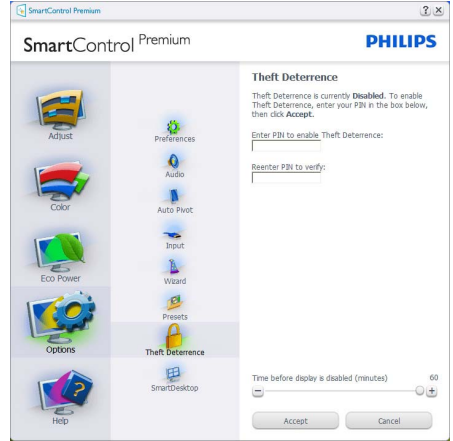 SmartControl Premium
SmartControl Premium
PHILIPS
Adjust
Color
Eco Power
Options
Help
Preferences
Audio
Auto Pivot
Input
Wizard
Presets
Theft Deterrence
SmartDesktop
Theft Deterrence
Theft Deterrence is currently Disabled. To enable
Theft Deterrence, enter your PIN in the box below,
then click Accept.
Enter PIN to enable Theft Deterrence:
Reenter PIN to verify:
Time before display is disabled (minutes) 60
Accept
Cancel